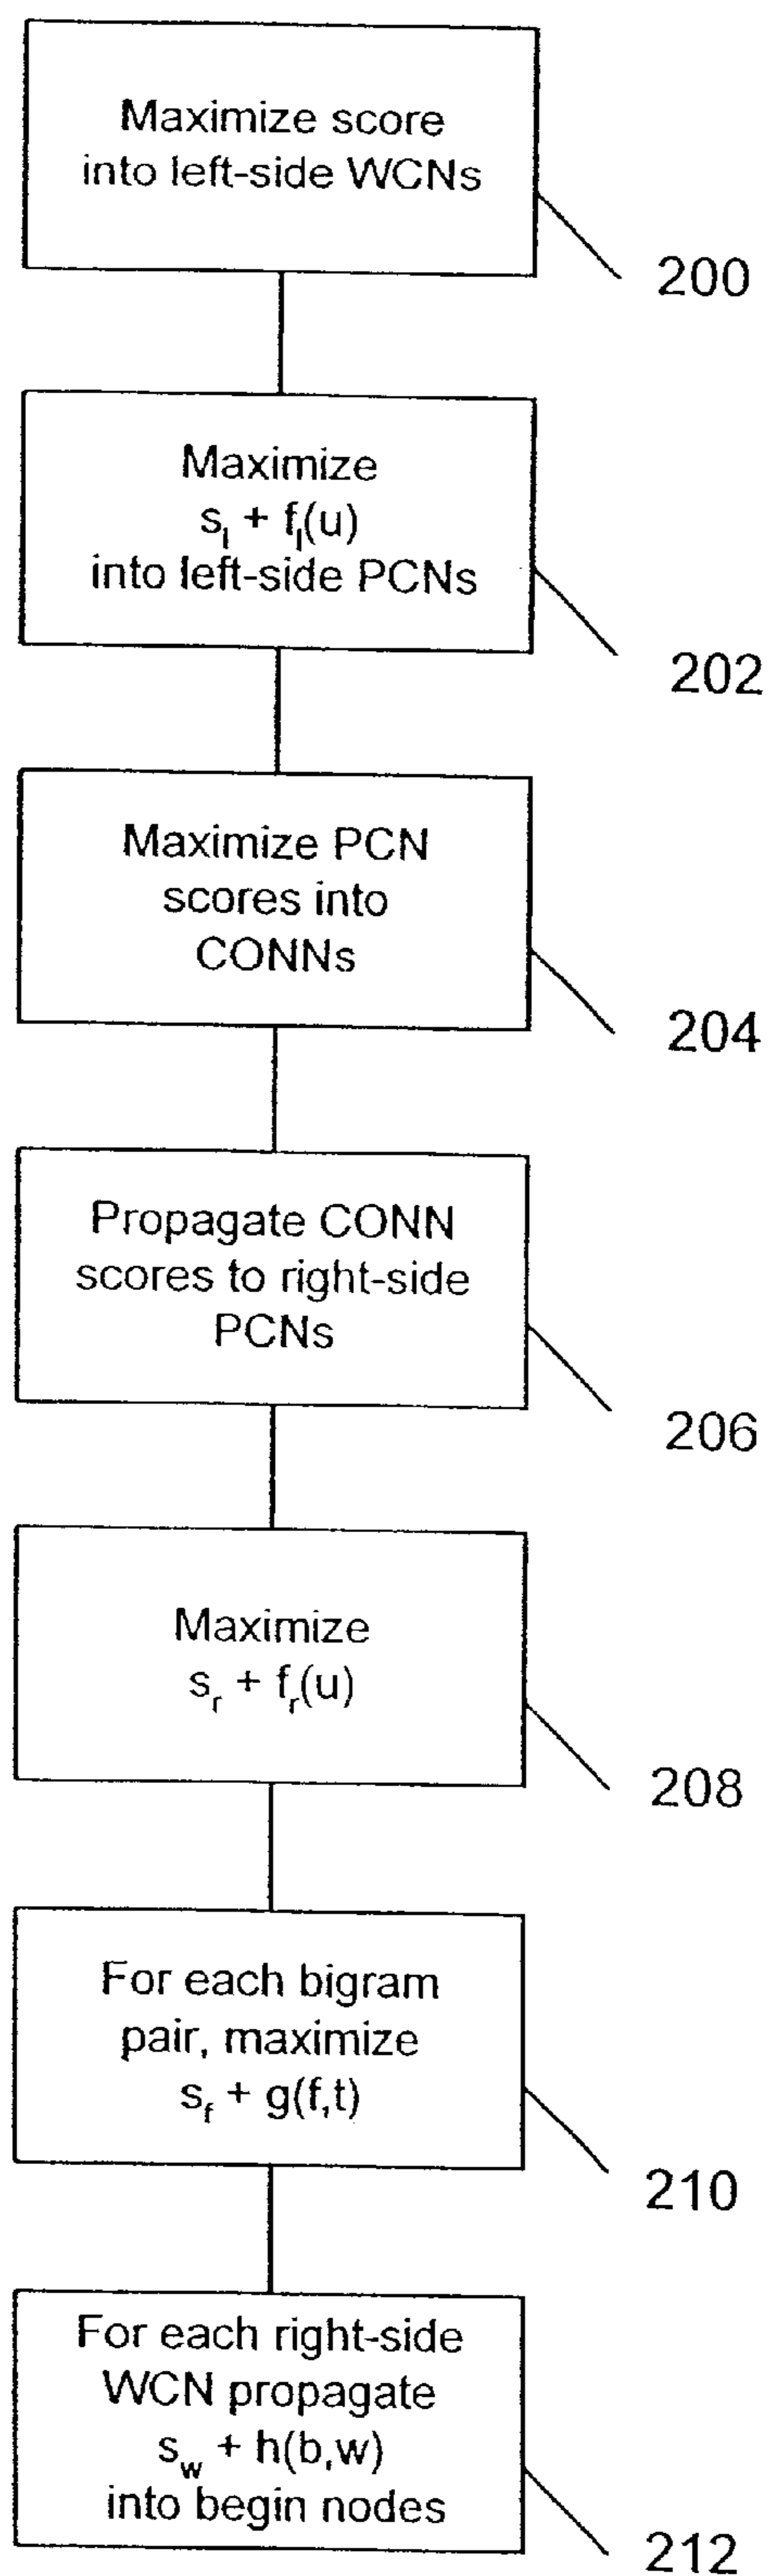 Maximize score
into left-side WCNs
200
Maximize
s_l + f_l(u)
into left-side PCNs
202
Maximize PCN
scores into
CONNs
204
Propagate CONN
scores to right-side
PCNs
206
Maximize
s_r + f_r(u)
208
For each bigram
pair, maximize
s_f + g(f,t)
210
For each right-side
WCN propagate
s_w + h(b,w)
into begin nodes
212